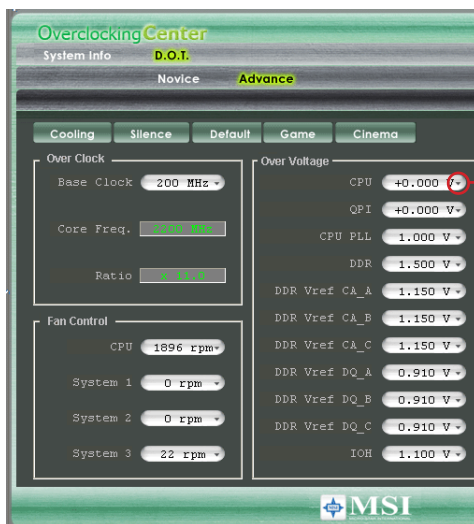 Overclocking Center
System Info D.O.T.
Novice Advance
Cooling Silence Default Game Cinema
Over Clock
Base Clock 200 MHz
Core Freq. 2200 MHz
Ratio x 11.0
Fan Control
CPU 1896 rpm
System 1 0 rpm
System 2 0 rpm
System 3 22 rpm
Over Voltage
CPU +0.000 V
QPI +0.000 V
CPU PLL 1.000 V
DDR 1.500 V
DDR Vref CA_A 1.150 V
DDR Vref CA_B 1.150 V
DDR Vref CA_C 1.150 V
DDR Vref DQ_A 0.910 V
DDR Vref DQ_B 0.910 V
DDR Vref DQ_C 0.910 V
IOH 1.100 V
MSI